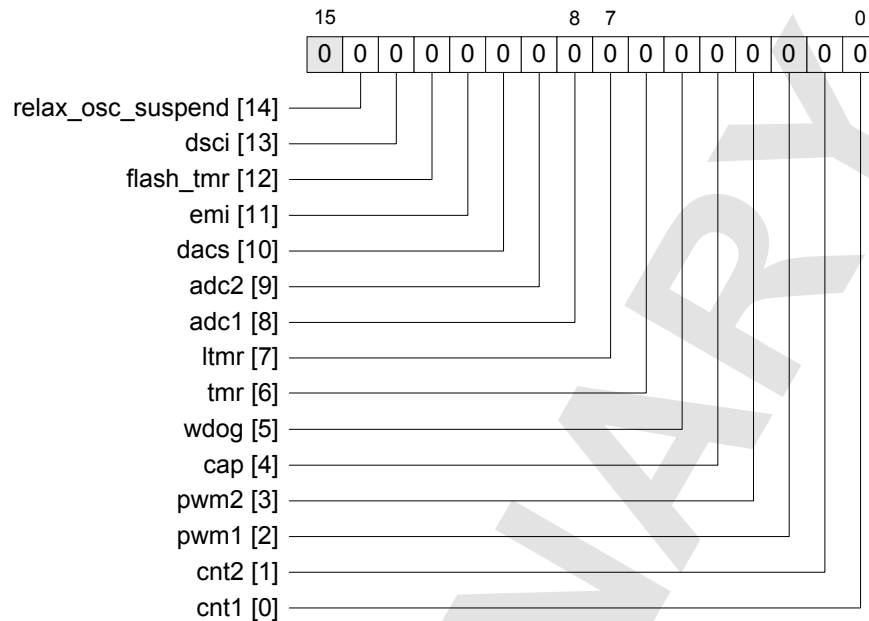 15 8 7 0
0 0 0 0 0 0 0 0 0 0 0 0 0 0 0 0
relax_osc_suspend [14]
dsci [13]
flash_tmr [12]
emi [11]
dacs [10]
adc2 [9]
adc1 [8]
ltmr [7]
tmr [6]
wdog [5]
cap [4]
pwm2 [3]
pwm1 [2]
cnt2 [1]
cnt1 [0]
NARY